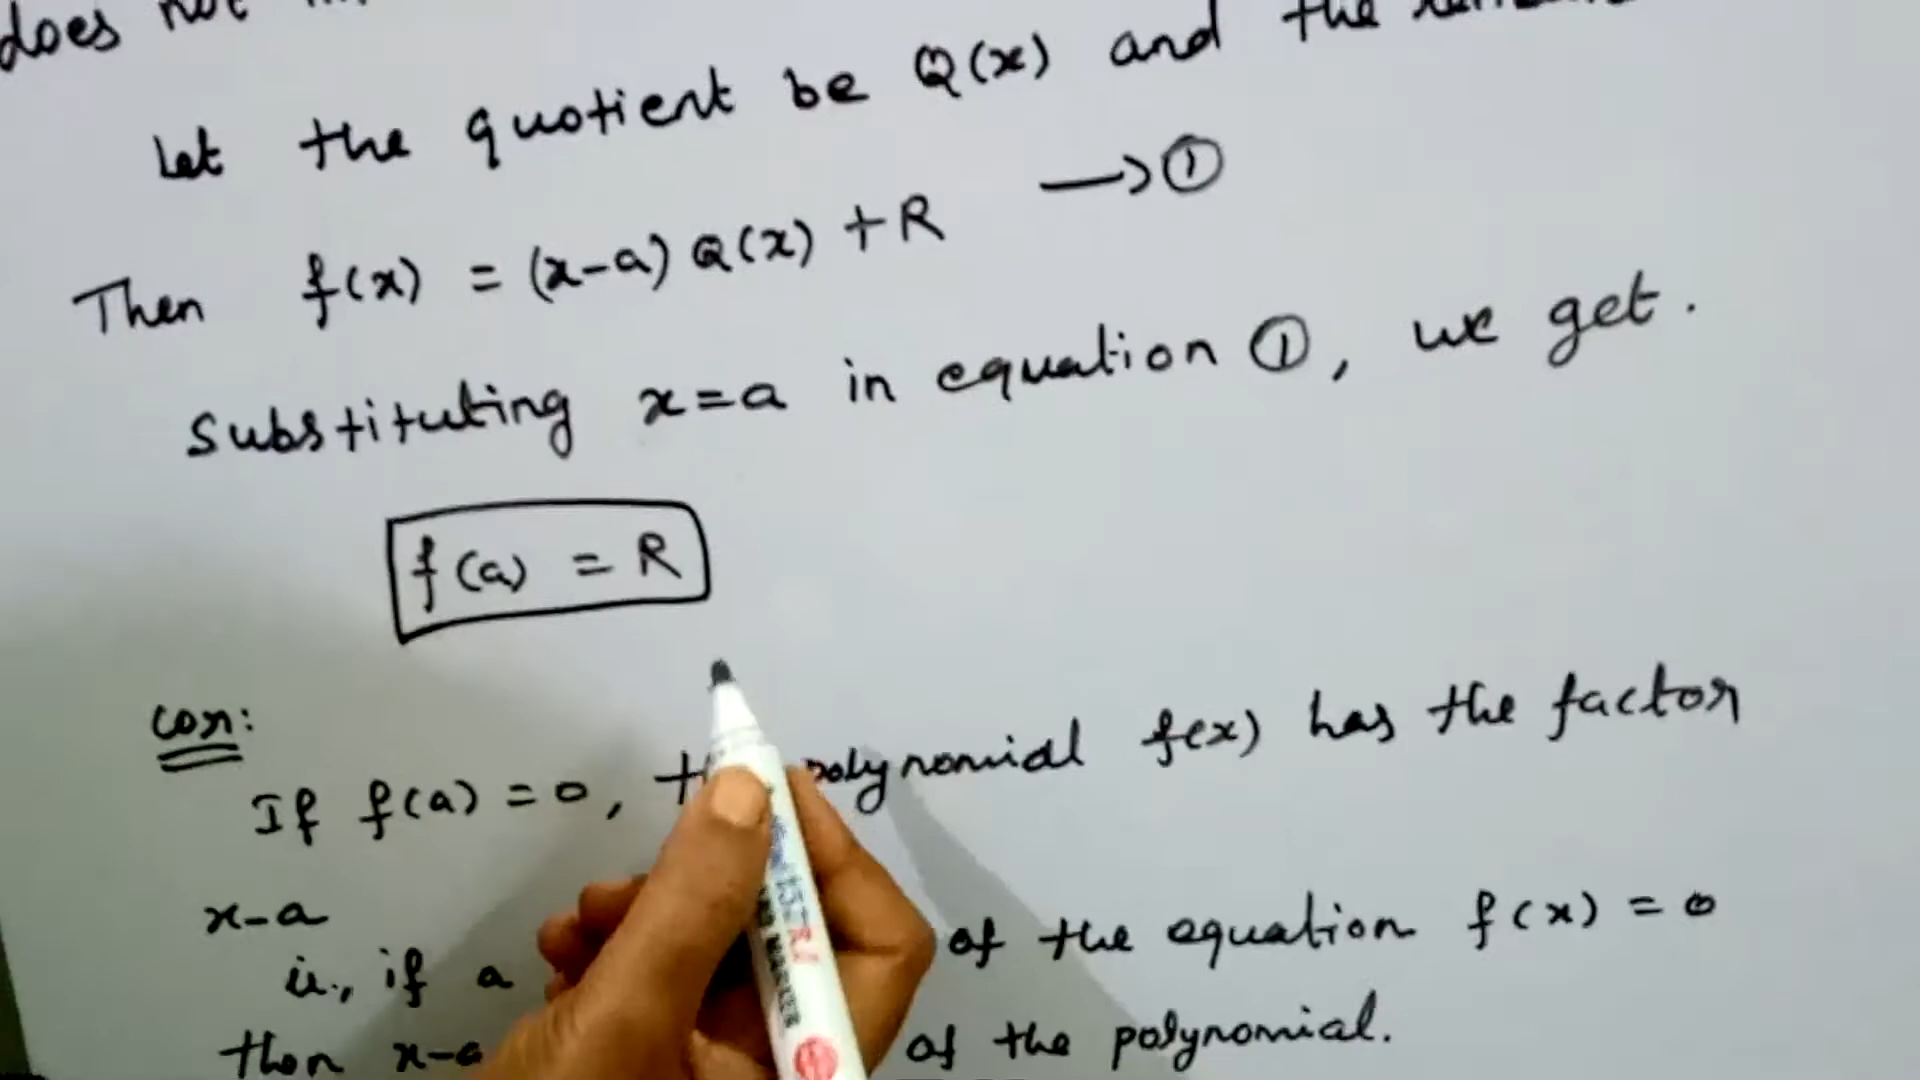 does not
Let the quotient be Q(x) and the
Then f(x) = (x-a) Q(x) + R → ①
Substituting x=a in equation ①, we get.
f(a) = R
Cor:
If f(a) = 0, polynomial f(x) has the factor
x-a
ie., if a of the equation f(x) = 0
then x-a of the polynomial.